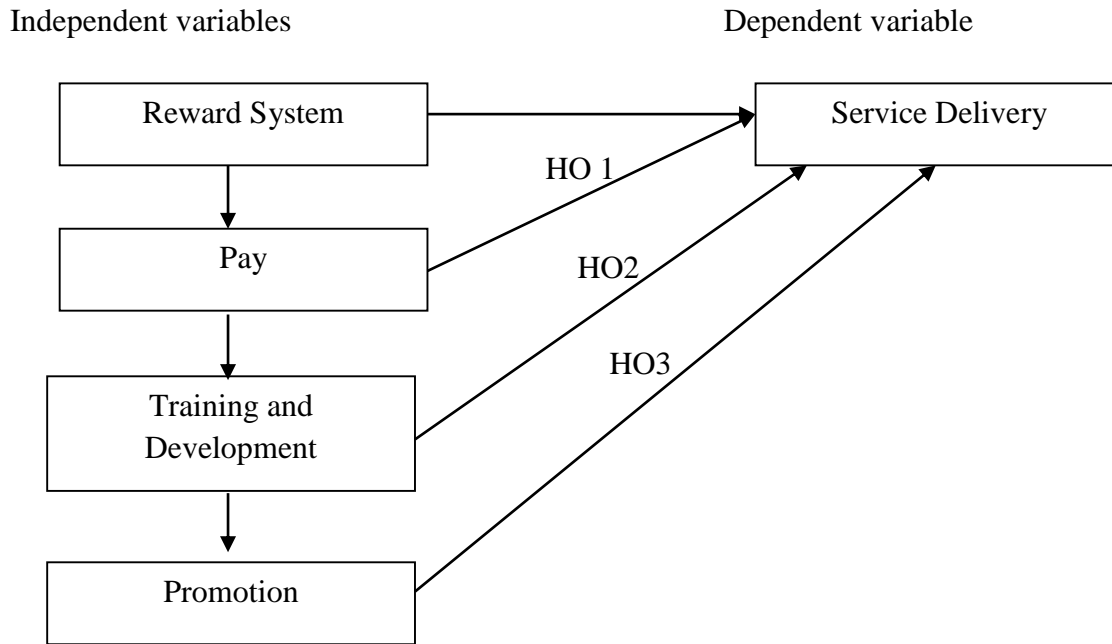 Independent variables
Dependent variable
Reward System
Service Delivery
HO 1
Pay
HO2
HO3
Training and
Development
Promotion